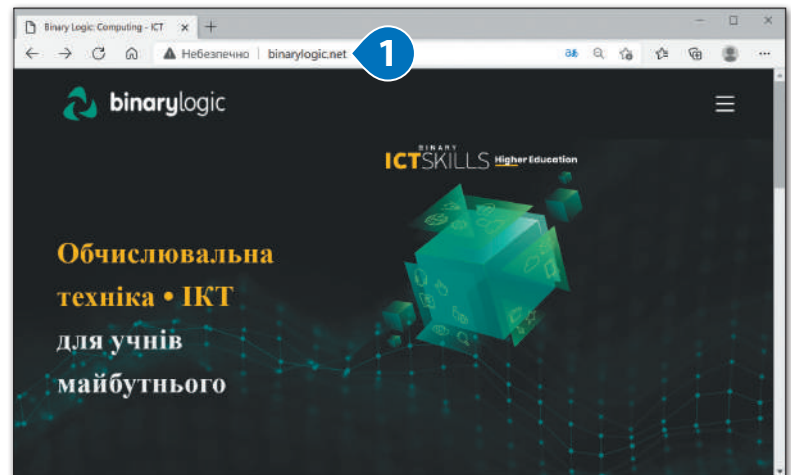 Binary Logic: Computing - ICT
Небезпечно binarylogic.net
1
binarylogic
BINARY
ICTSKILLS Higher Education
Обчислювальна
техніка • ІКТ
для учнів
майбутнього